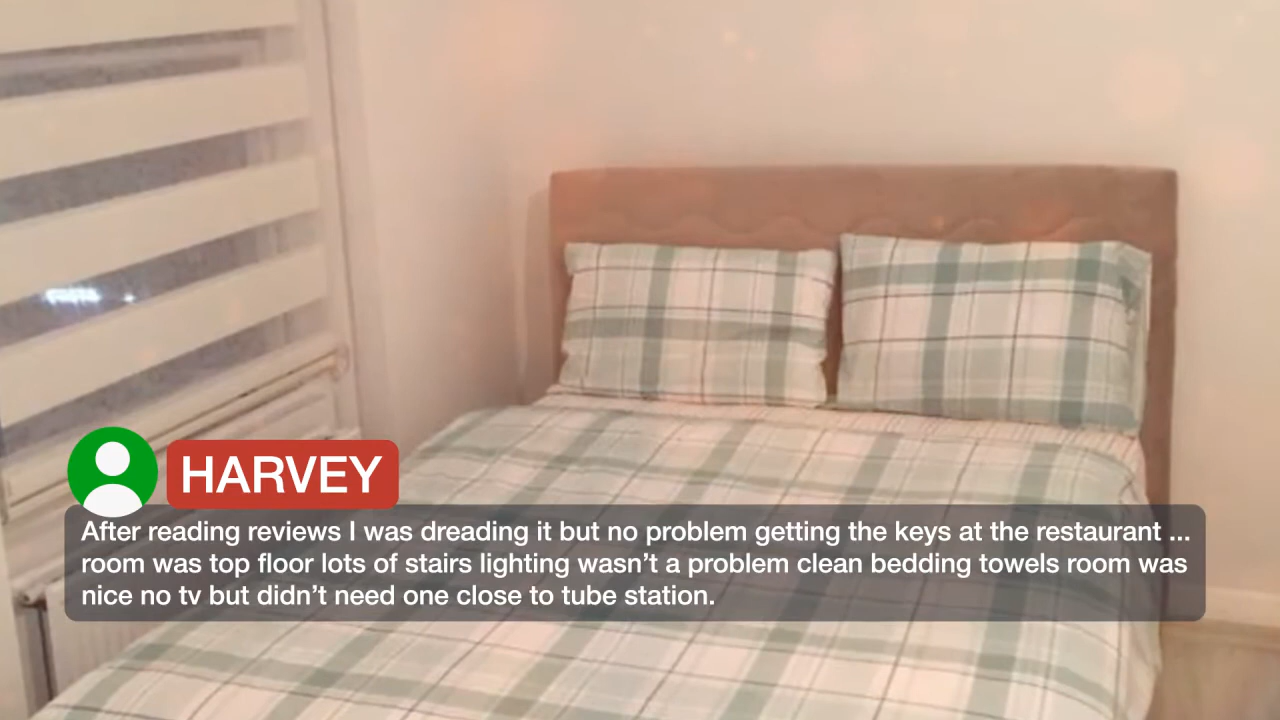 HARVEY
After reading reviews I was dreading it but no problem getting the keys at the restaurant ...
room was top floor lots of stairs lighting wasn’t a problem clean bedding towels room was
nice no tv but didn’t need one close to tube station.